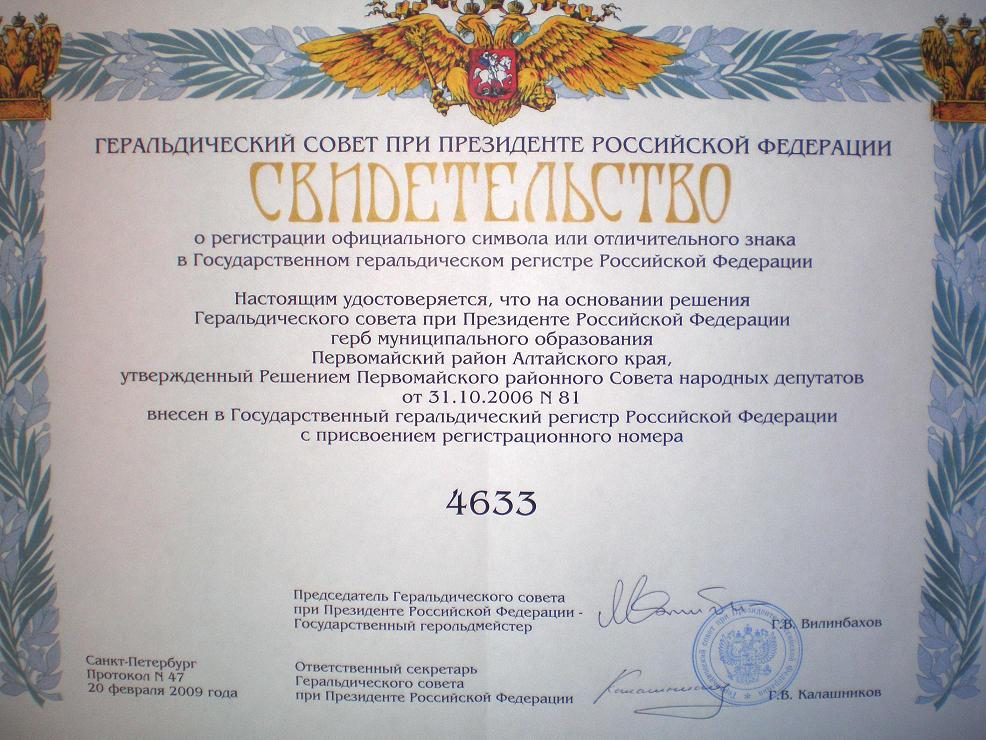 ГЕРАЛЬДИЧЕСКИЙ СОВЕТ ПРИ ПРЕЗИДЕНТЕ РОССИЙСКОЙ ФЕДЕРАЦИИ
СВИДЕТЕЛЬСТВО
о регистрации официального символа или отличительного знака
в Государственном геральдическом регистре Российской Федерации
Настоящим удостоверяется, что на основании решения
Геральдического совета при Президенте Российской Федерации
герб муниципального образования
Первомайский район Алтайского края,
утвержденный Решением Первомайского районного Совета народных депутатов
от 31.10.2006 N 81
внесен в Государственный геральдический регистр Российской Федерации
с присвоением регистрационного номера
4633
Председатель Геральдического совета
при Президенте Российской Федерации -
Государственный герольдмейстер
Г.В. Вилинбахов
Санкт-Петербург
Протокол N 47
20 февраля 2009 года
Ответственный секретарь
Геральдического совета
при Президенте Российской Федерации
Г.В. Калашников